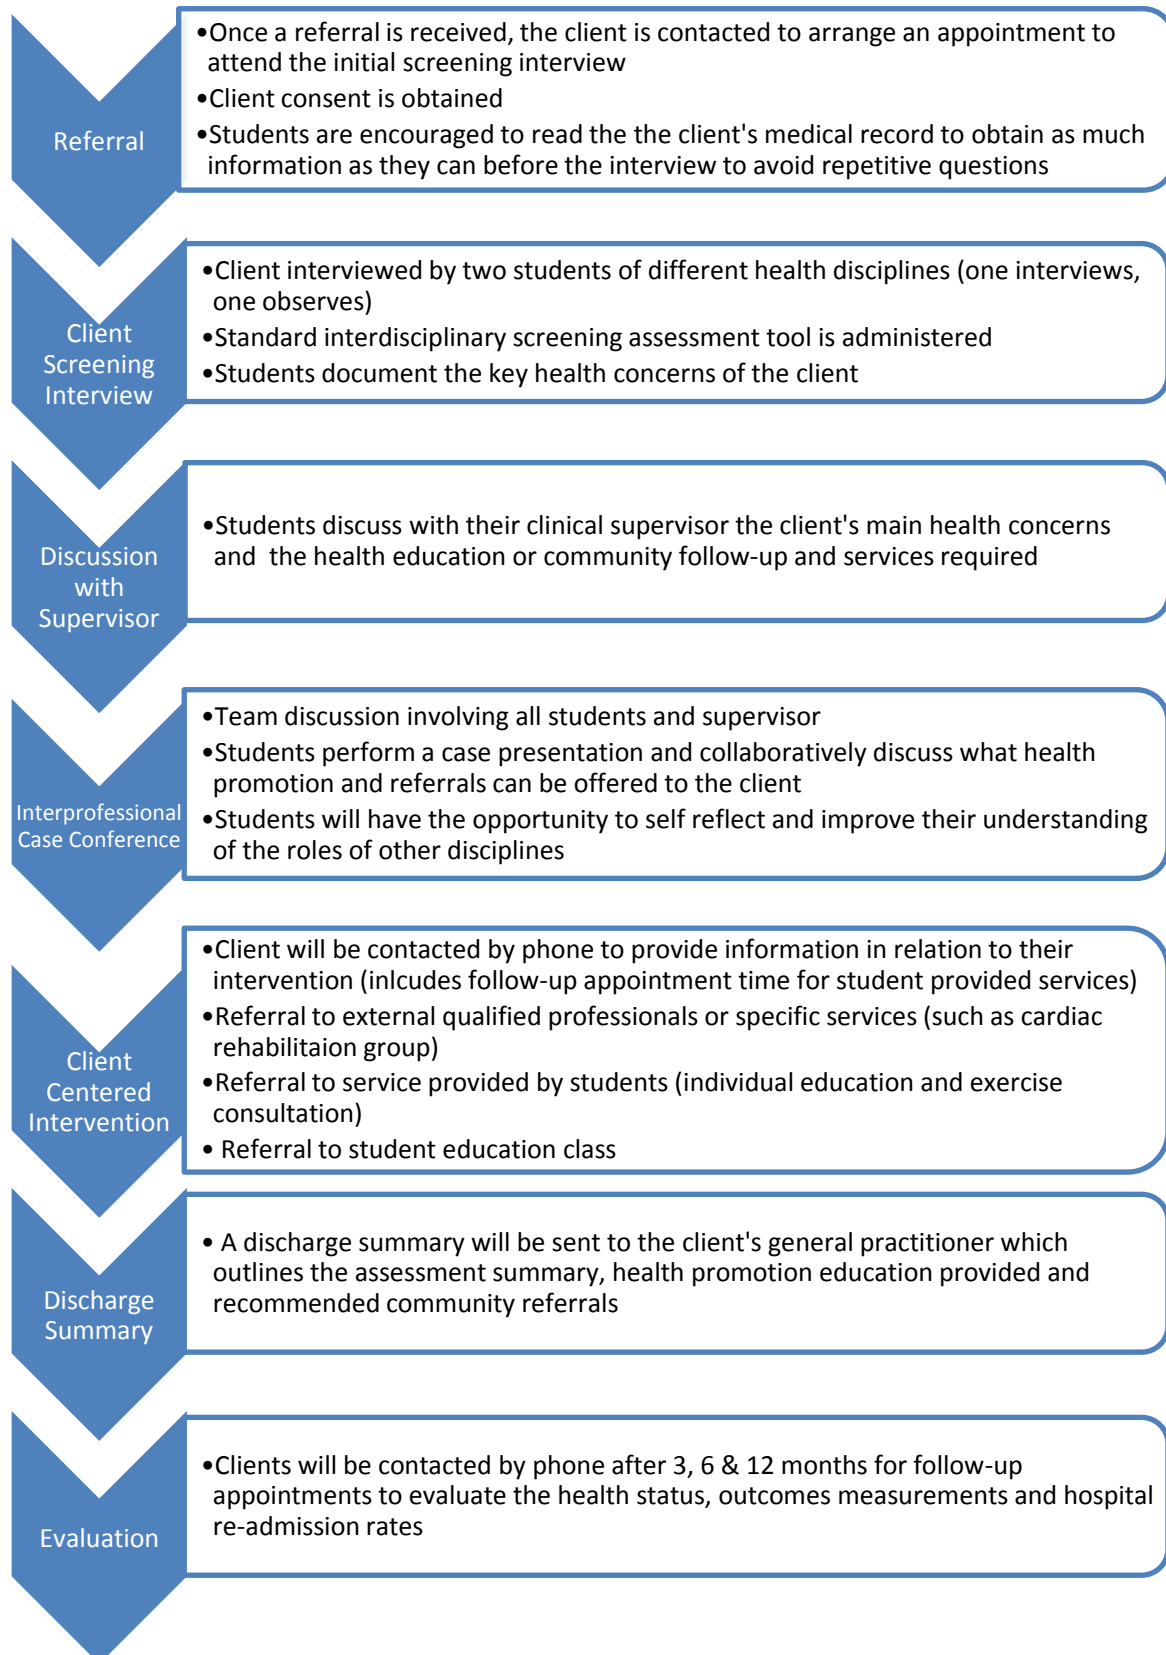 Referral
•Once a referral is received, the client is contacted to arrange an appointment to
attend the initial screening interview
•Client consent is obtained
•Students are encouraged to read the the client's medical record to obtain as much
information as they can before the interview to avoid repetitive questions
Client
Screening
Interview
•Client interviewed by two students of different health disciplines (one interviews,
one observes)
•Standard interdisciplinary screening assessment tool is administered
•Students document the key health concerns of the client
Discussion
with
Supervisor
•Students discuss with their clinical supervisor the client's main health concerns
and  the health education or community follow-up and services required
Interprofessional
Case Conference
•Team discussion involving all students and supervisor
•Students perform a case presentation and collaboratively discuss what health
promotion and referrals can be offered to the client
•Students will have the opportunity to self reflect and improve their understanding
of the roles of other disciplines
Client
Centered
Intervention
•Client will be contacted by phone to provide information in relation to their
intervention (inlcudes follow-up appointment time for student provided services)
•Referral to external qualified professionals or specific services (such as cardiac
rehabilitaion group)
•Referral to service provided by students (individual education and exercise
consultation)
• Referral to student education class
Discharge
Summary
• A discharge summary will be sent to the client's general practitioner which
outlines the assessment summary, health promotion education provided and
recommended community referrals
Evaluation
•Clients will be contacted by phone after 3, 6 & 12 months for follow-up
appointments to evaluate the health status, outcomes measurements and hospital
re-admission rates